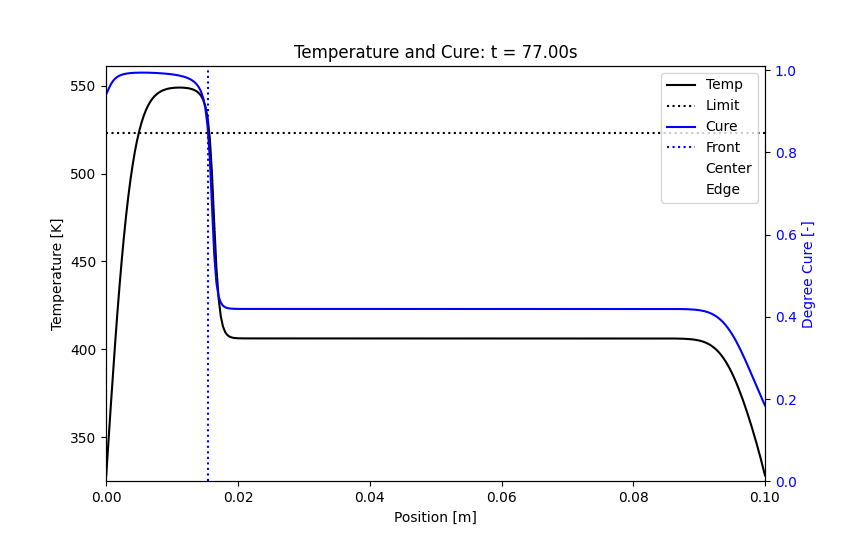 Temperature and Cure: t = 77.00s
Temperature [K]
550
500
450
400
350
Temp
Limit
Cure
Front
Center
Edge
1.0
0.8
0.6
0.4
0.2
0.0
Degree Cure [-]
0.00
0.02
0.04
0.06
0.08
0.10
Position [m]